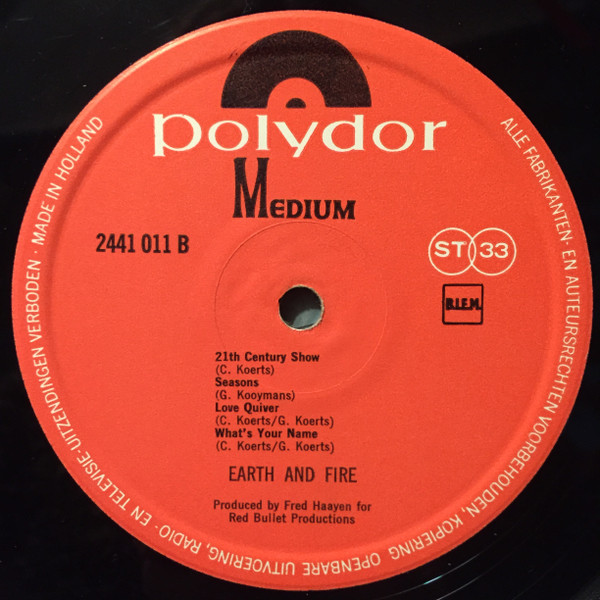 polydor
MEDIUM
2441 011 B
ST 33
B.I.E.M.
21th Century Show
(C. Koerts)
Seasons
(G. Kooymans)
Love Quiver
(C. Koerts/G. Koerts)
What's Your Name
(C. Koerts/G. Koerts)
EARTH AND FIRE
Produced by Fred Haayen for
Red Bullet Productions
ALLE FABRIKANTEN- EN AUTEURSRECHTEN VOORBEHOUDEN, KOPIERING OPENBARE UITVOERING, RADIO- EN TELEVISIE-UITZENDINGEN VERBODEN · MADE IN HOLLAND